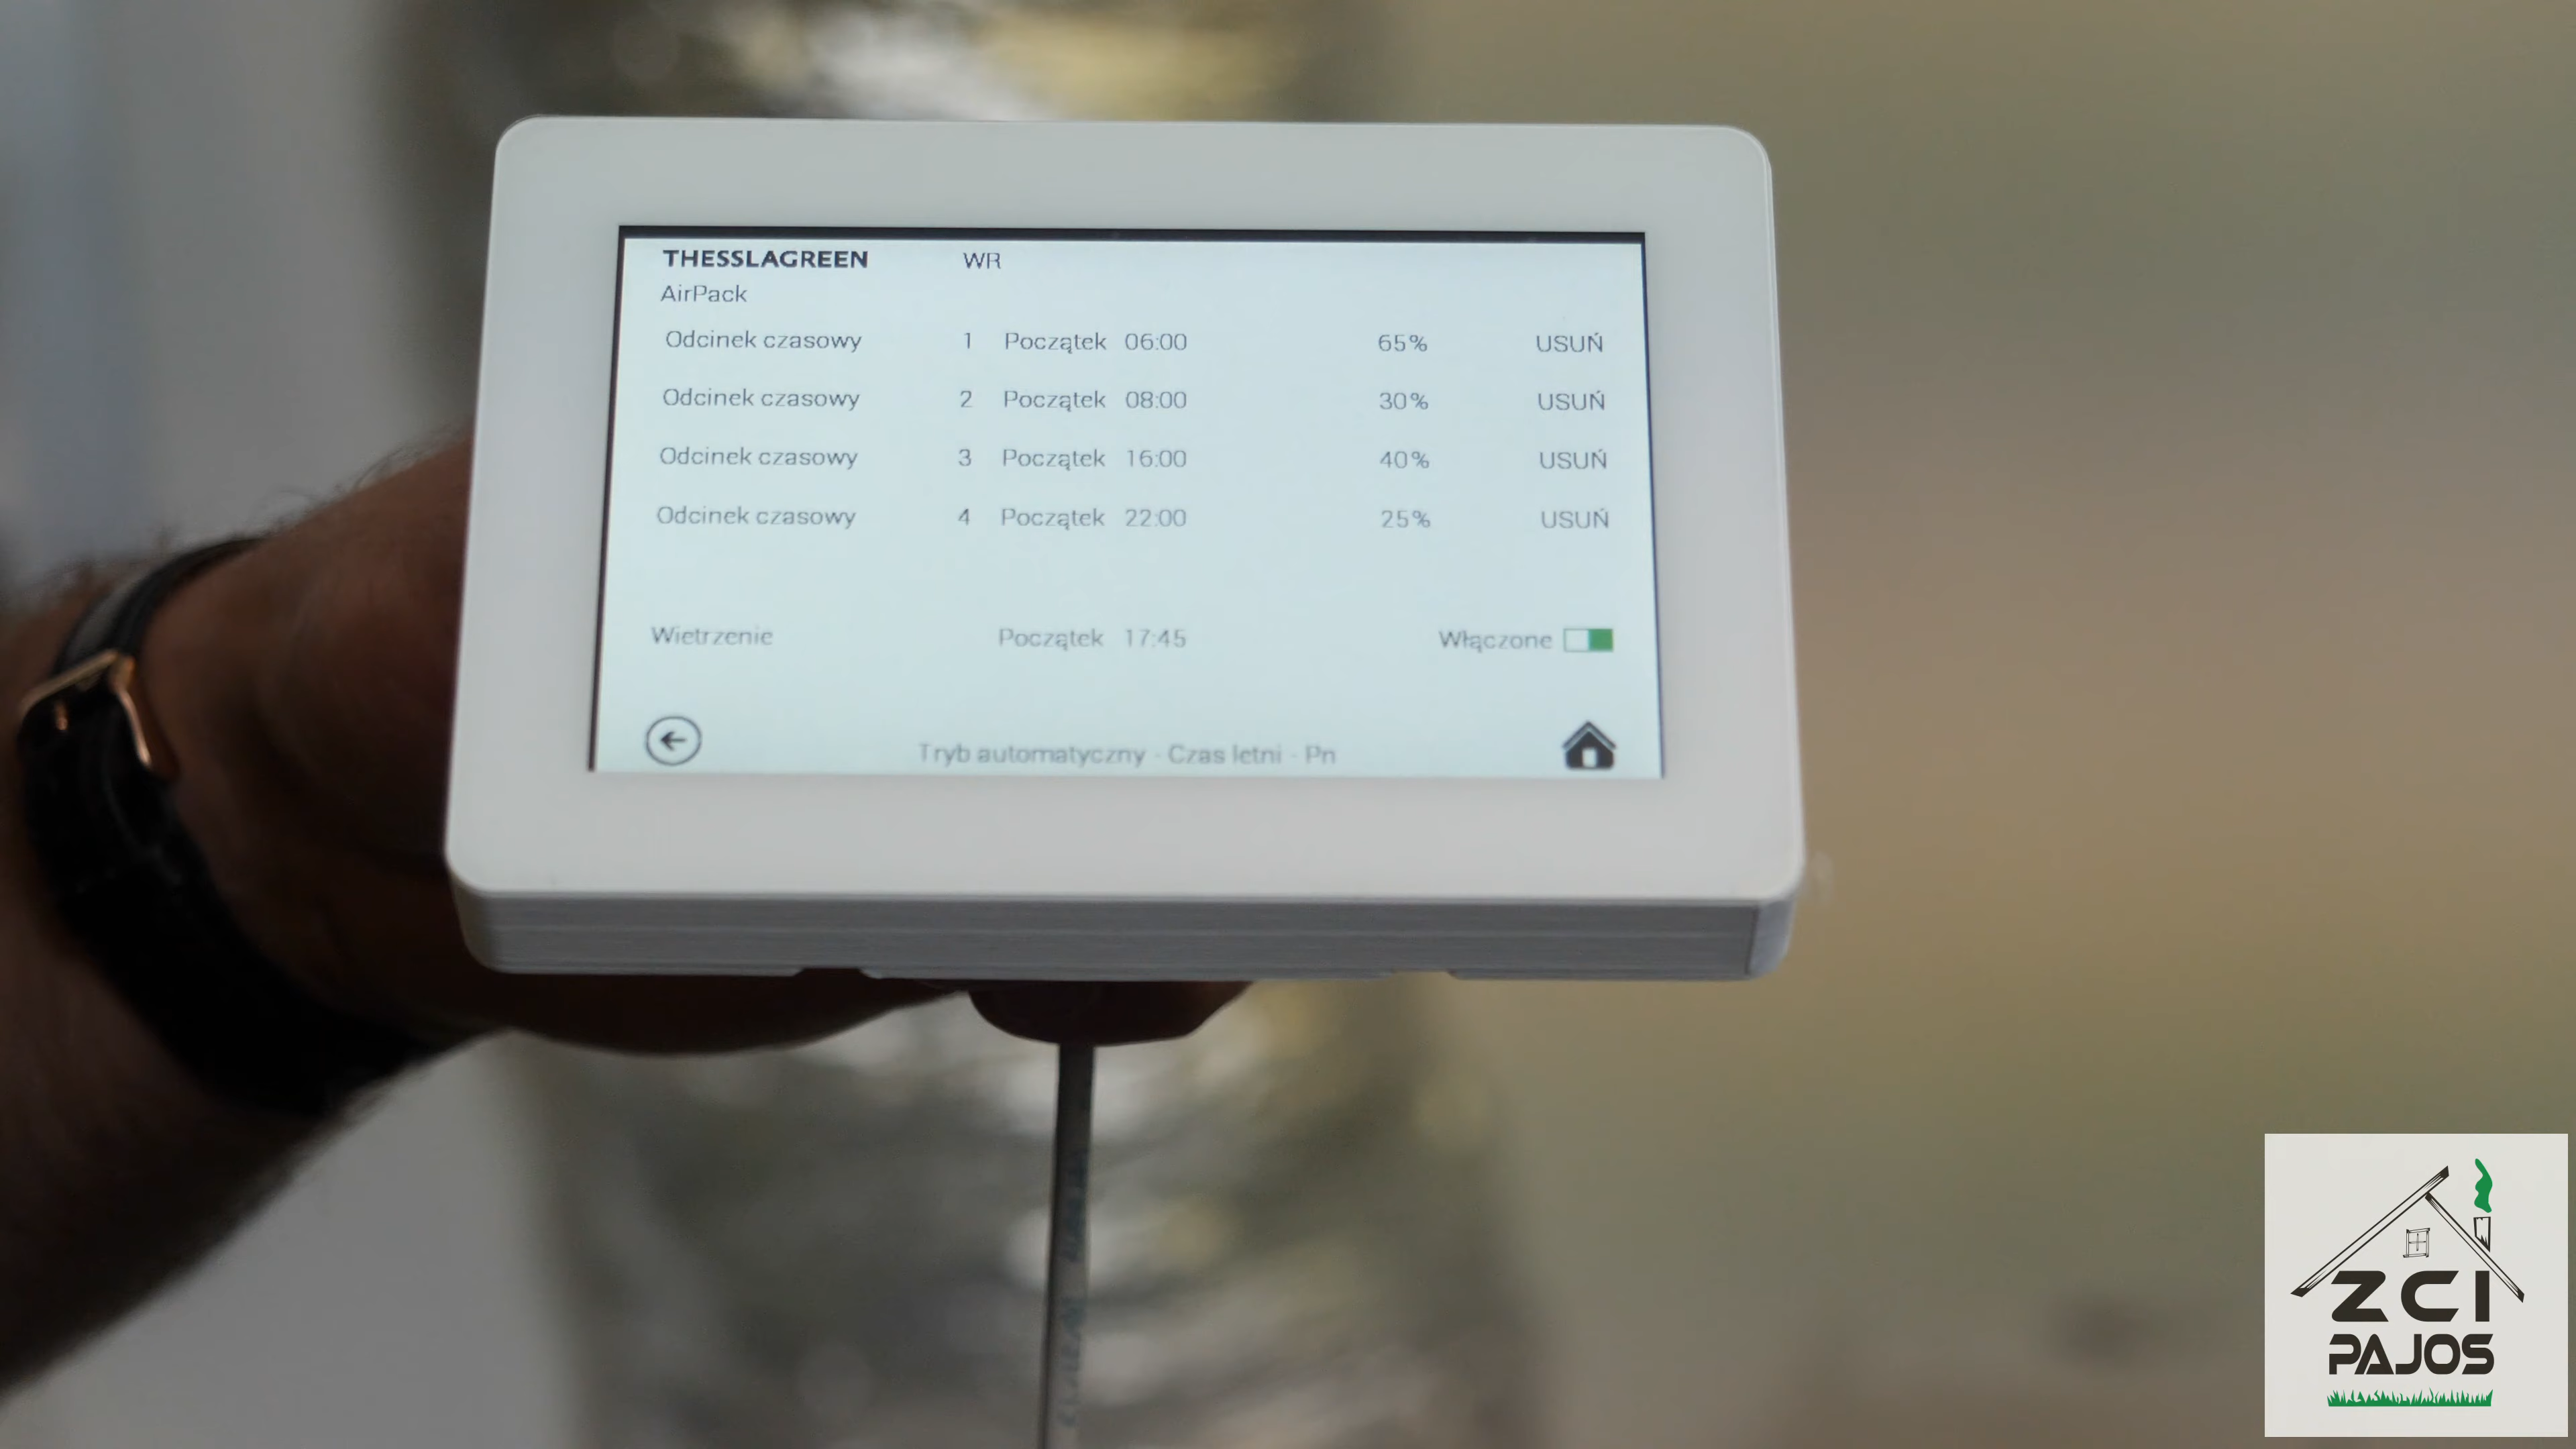 THESSLAGREEN WR
AirPack
Odcinek czasowy 1 Początek 06:00 65% USUŃ
Odcinek czasowy 2 Początek 08:00 30% USUŃ
Odcinek czasowy 3 Początek 16:00 40% USUŃ
Odcinek czasowy 4 Początek 22:00 25% USUŃ
Wietrzenie Początek 17:45 Włączone
Tryb automatyczny - Czas letni - Pn
ZCI
PAJOS